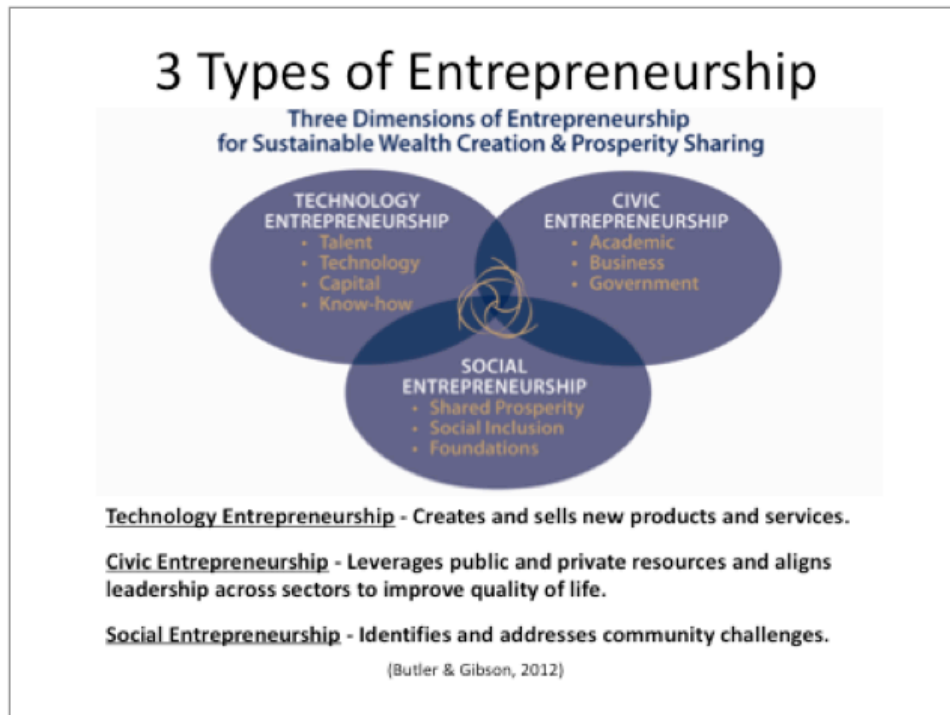 3 Types of Entrepreneurship
Three Dimensions of Entrepreneurship
for Sustainable Wealth Creation & Prosperity Sharing
TECHNOLOGY
ENTREPRENEURSHIP
• Talent
• Technology
• Capital
• Know-how
CIVIC
ENTREPRENEURSHIP
• Academic
• Business
• Government
SOCIAL
ENTREPRENEURSHIP
• Shared Prosperity
• Social Inclusion
• Foundations
Technology Entrepreneurship - Creates and sells new products and services.
Civic Entrepreneurship - Leverages public and private resources and aligns
leadership across sectors to improve quality of life.
Social Entrepreneurship - Identifies and addresses community challenges.
(Butler & Gibson, 2012)